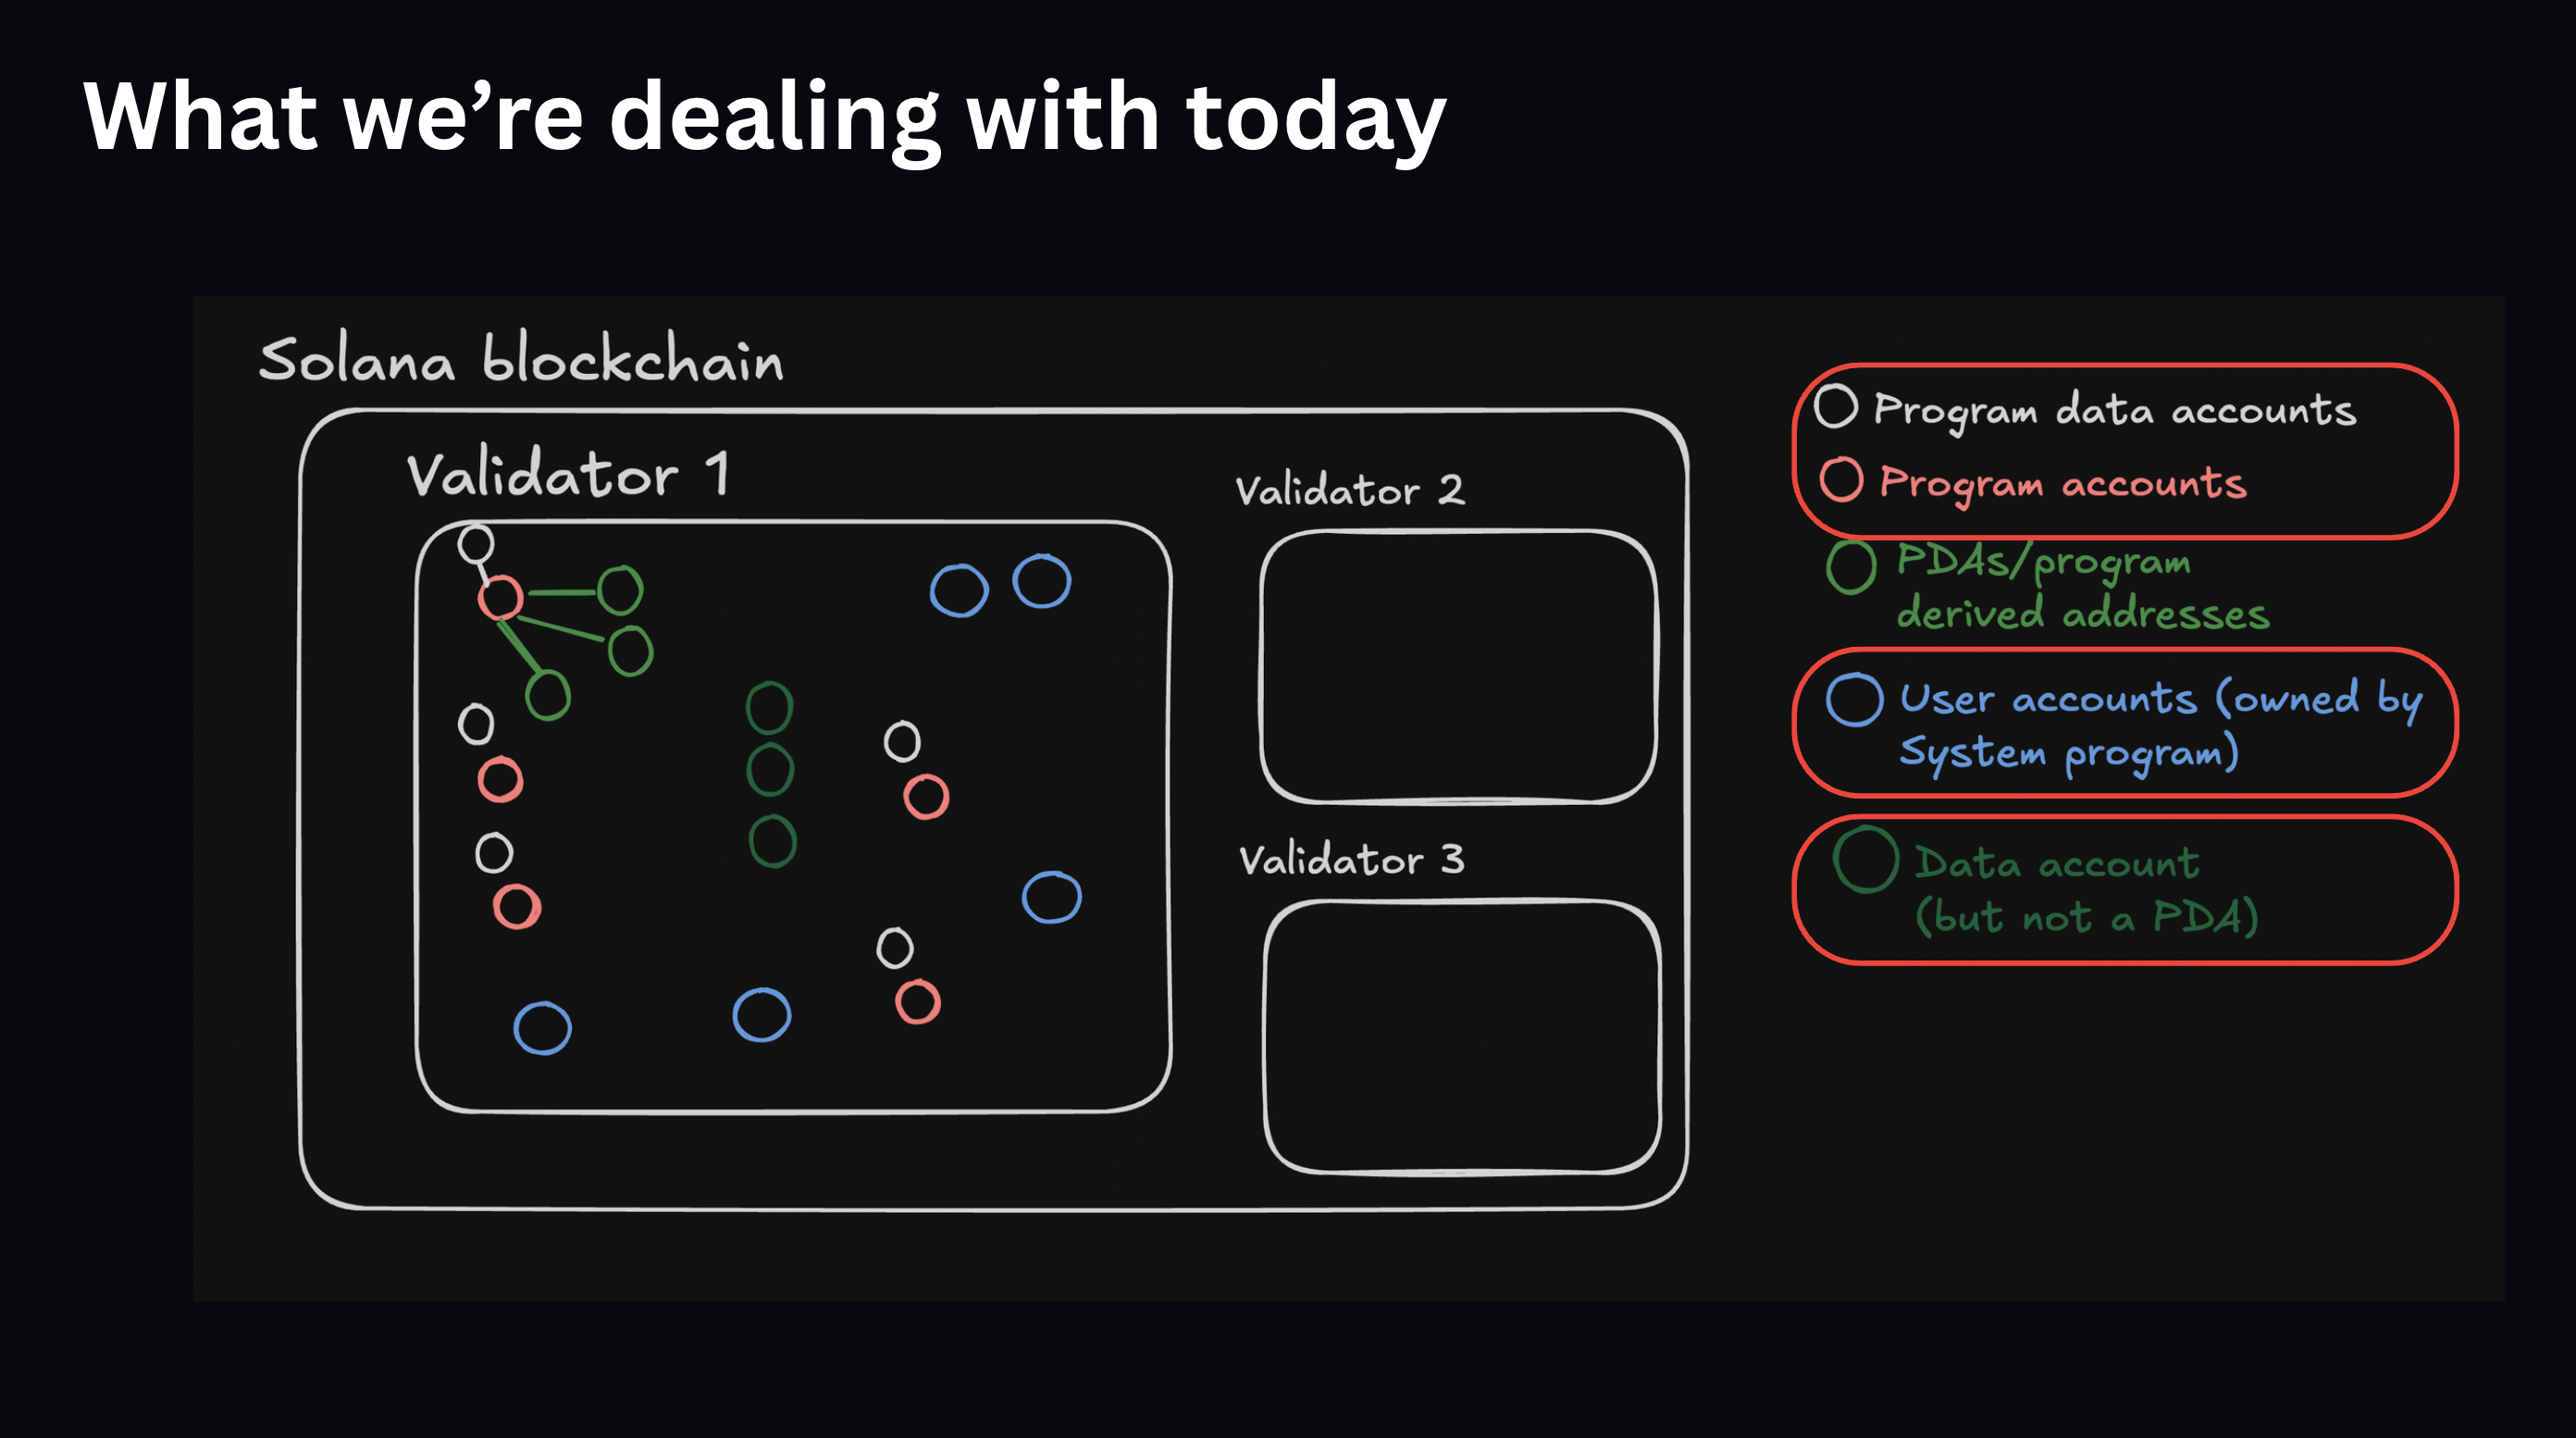 What we’re dealing with today
Solana blockchain
Validator 1
Validator 2
Validator 3
Program data accounts
Program accounts
PDAs/program
derived addresses
User accounts (owned by
System program)
Data account
(but not a PDA)